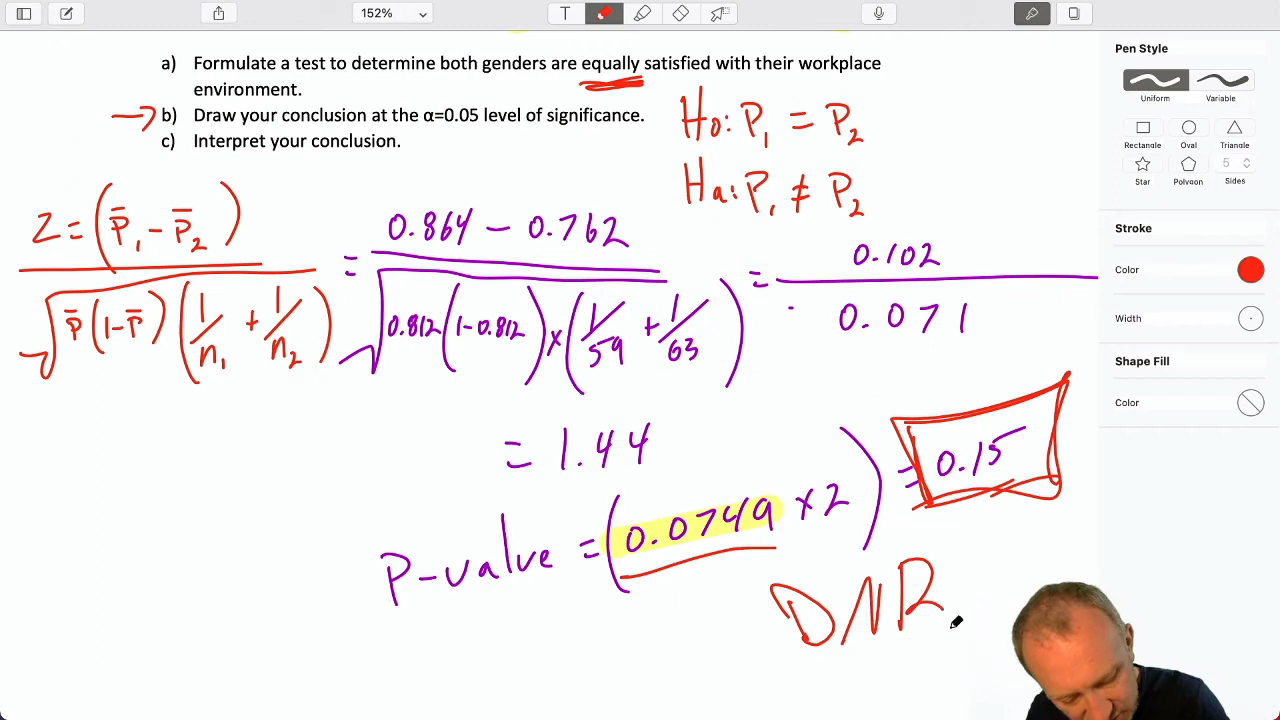 152%
T
a) Formulate a test to determine both genders are equally satisfied with their workplace
environment.
b) Draw your conclusion at the α=0.05 level of significance.
c) Interpret your conclusion.
Ho: P₁ = P₂
Ha: P₁ ≠ P₂
Z = (p̄₁ - p̄₂) / √(p̄(1-p̄)(1/n₁ + 1/n₂)) = 0.864 - 0.762 / √(0.812(1-0.812)×(1/59 + 1/63)) = 0.102 / 0.071
= 1.44
P-value = (0.0749 × 2) = 0.15
DNR
Pen Style
Uniform
Variable
Rectangle
Oval
Triangle
Star
Polygon
5
Sides
Stroke
Color
Width
Shape Fill
Color